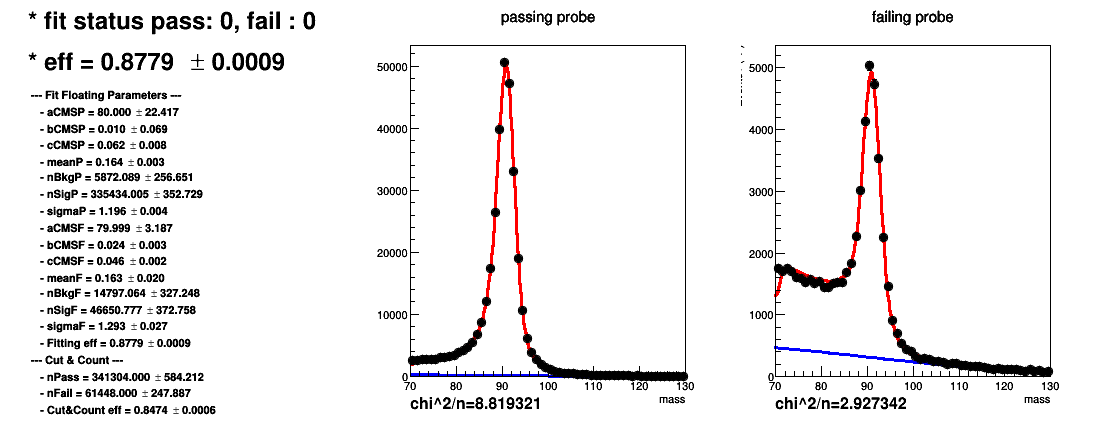 * fit status pass: 0, fail : 0
* eff = 0.8779 ± 0.0009
--- Fit Floating Parameters ---
- aCMSP = 80.000 ± 22.417
- bCMSP = 0.010 ± 0.069
- cCMSP = 0.062 ± 0.008
- meanP = 0.164 ± 0.003
- nBkgP = 5872.089 ± 256.651
- nSigP = 335434.005 ± 352.729
- sigmaP = 1.196 ± 0.004
- aCMSF = 79.999 ± 3.187
- bCMSF = 0.024 ± 0.003
- cCMSF = 0.046 ± 0.002
- meanF = 0.163 ± 0.020
- nBkgF = 14797.064 ± 327.248
- nSigF = 46650.777 ± 372.758
- sigmaF = 1.293 ± 0.027
- Fitting eff = 0.8779 ± 0.0009
--- Cut & Count ---
- nPass = 341304.000 ± 584.212
- nFail = 61448.000 ± 247.887
- Cut&Count eff = 0.8474 ± 0.0006
passing probe
50000
40000
30000
20000
10000
0
70 80 90 100 110 120 130
mass
chi^2/n=8.819321
failing probe
5000
4000
3000
2000
1000
0
70 80 90 100 110 120 130
mass
chi^2/n=2.927342